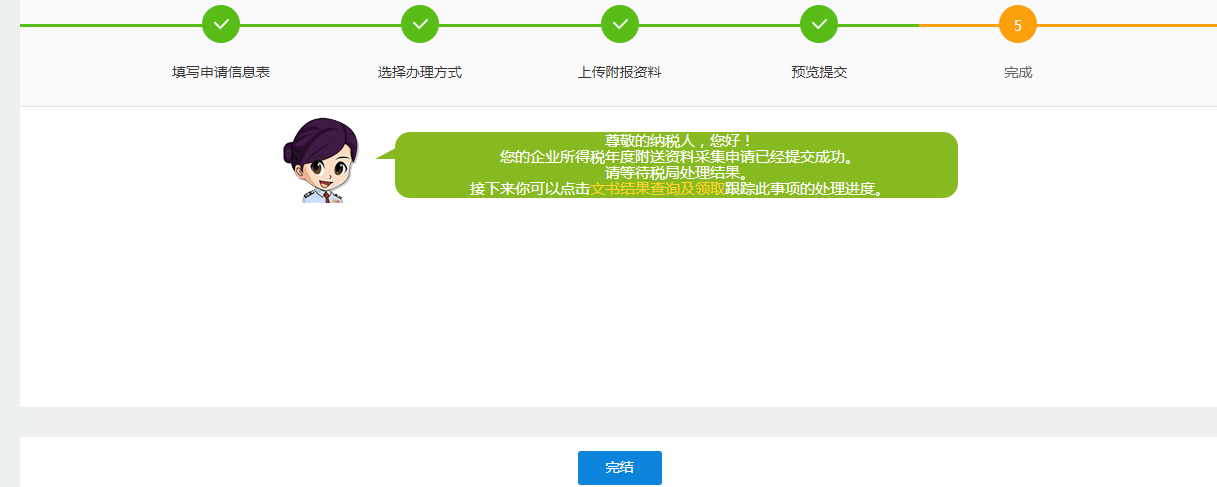 5
填写申请信息表
选择办理方式
上传附报资料
预览提交
完成
尊敬的纳税人，您好！
您的企业所得税年度附送资料采集申请已经提交成功。
请等待税局处理结果。
接下来你可以点击文书结果查询及领取跟踪此事项的处理进度。
完结